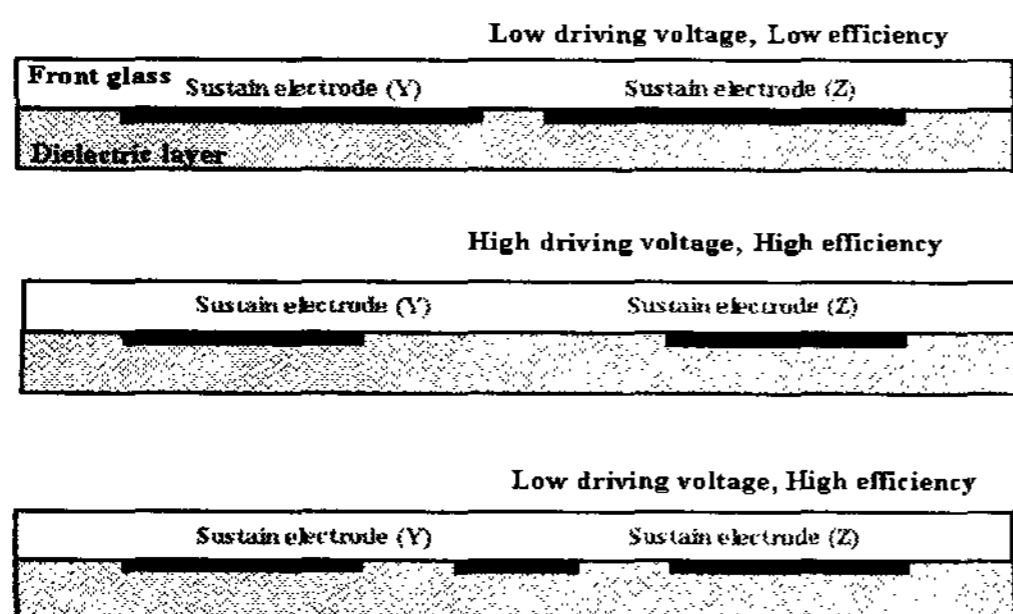 Low driving voltage, Low efficiency
Front glass
Sustain electrode (Y)
Sustain electrode (Z)
Dielectric layer
High driving voltage, High efficiency
Sustain electrode (Y)
Sustain electrode (Z)
Low driving voltage, High efficiency
Sustain electrode (Y)
Sustain electrode (Z)